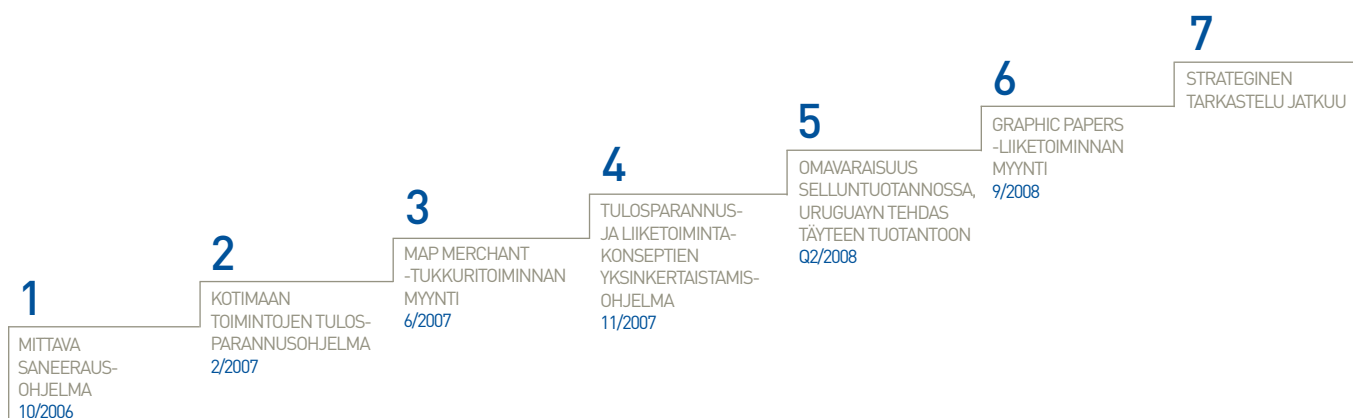 1
MITTAVA
SANEERAUS-
OHJELMA
10/2006
2
KOTIMAAN
TOIMINTOJEN TULOS-
PARANNUSOHJELMA
2/2007
3
MAP MERCHANT
-TUKKURITOIMINNAN
MYYNTI
6/2007
4
TULOSPARANNUS-
JA LIIKETOIMINTA-
KONSEPTIEN
YKSINKERTAISTAMIS-
OHJELMA
11/2007
5
OMAVARAISUUS
SELLUNTUOTANNOSSA,
URUGUAYN TEHDAS
TÄYTEEN TUOTANTOON
Q2/2008
6
GRAPHIC PAPERS
-LIIKETOIMINNAN
MYYNTI
9/2008
7
STRATEGINEN
TARKASTELU JATKUU